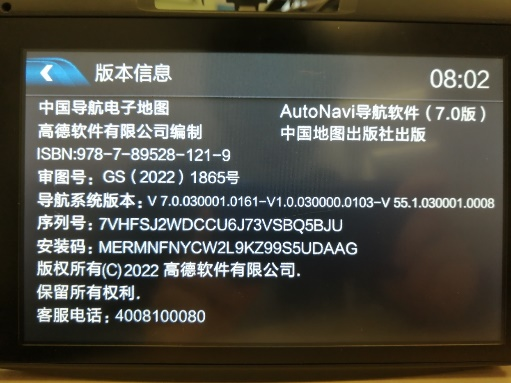 版本信息
08:02
中国导航电子地图
AutoNavi导航软件（7.0版）
高德软件有限公司编制
中国地图出版社出版
ISBN:978-7-89528-121-9
审图号：GS（2022）1865号
导航系统版本：V 7.0.030001.0161-V1.0.030000.0103-V 55.1.030001.0008
序列号：7VHFSJ2WDCCU6J73VSBQ5BJU
安装码：MERMNFNYCW2L9KZ99S5UDAAG
版权所有(C)2022 高德软件有限公司.
保留所有权利.
客服电话：4008100080